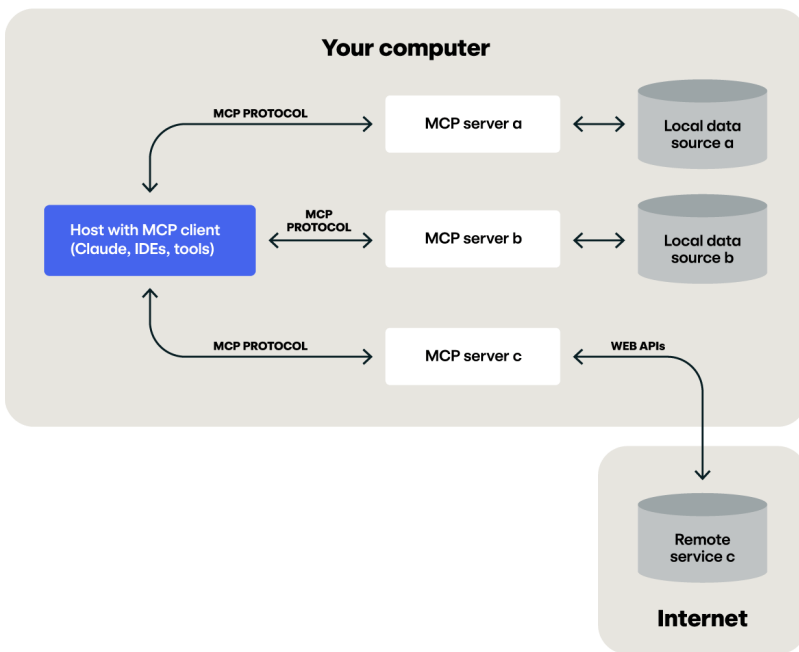 Your computer
MCP PROTOCOL
MCP server a
Local data
source a
Host with MCP client
(Claude, IDEs, tools)
MCP
PROTOCOL
MCP server b
Local data
source b
MCP PROTOCOL
MCP server c
WEB APIs
Remote
service c
Internet